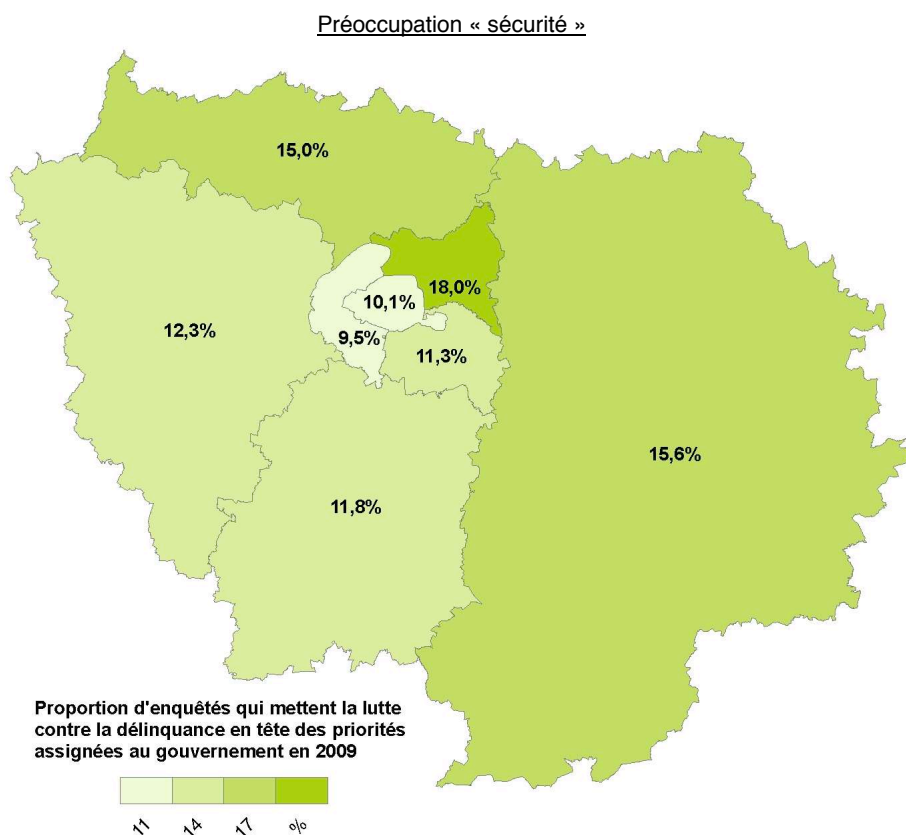 Préoccupation « sécurité »
15,0%
18,0%
10,1%
12,3%
9,5%
11,3%
15,6%
11,8%
Proportion d'enquêtés qui mettent la lutte
contre la délinquance en tête des priorités
assignées au gouvernement en 2009
11 14 17 %